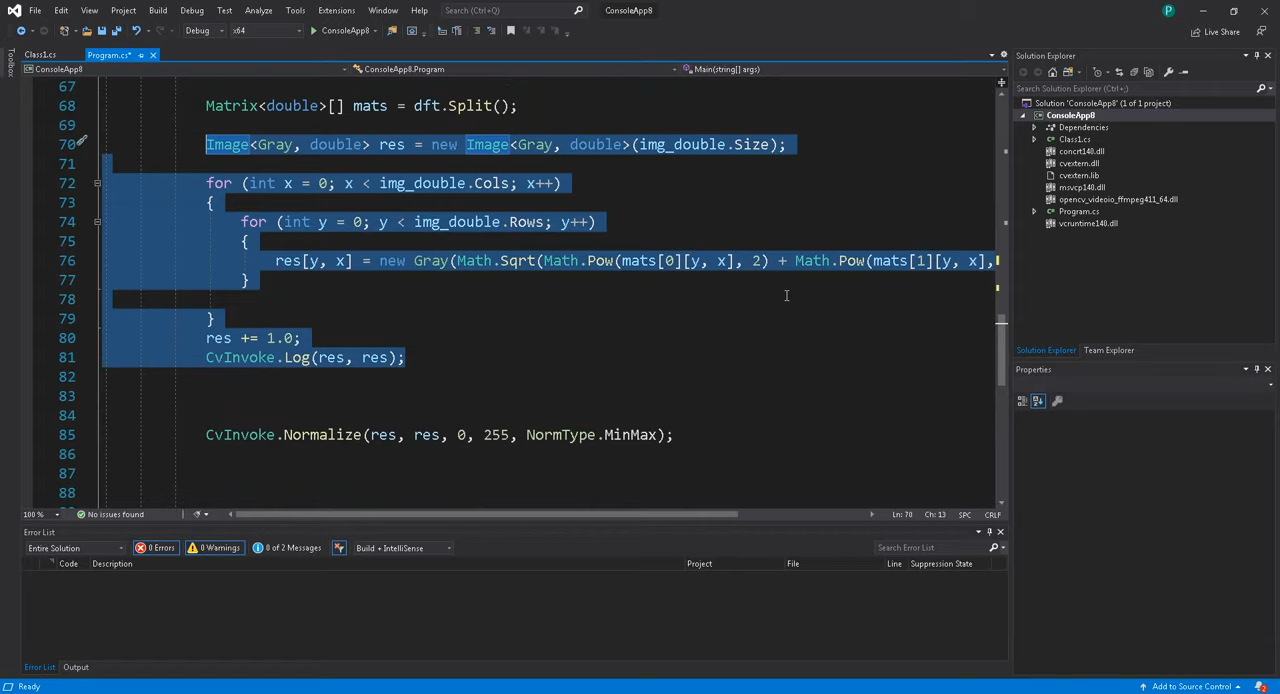 File Edit View Project Build Debug Test Analyze Tools Extensions Window Help Search (Ctrl+Q) ConsoleApp8 P
Debug x64 ConsoleApp8 Live Share
Toolbox
Class1.cs Program.cs*
ConsoleApp8 ConsoleApp8.Program Main(string[] args)
67
68 Matrix<double>[] mats = dft.Split();
69
70 Image<Gray, double> res = new Image<Gray, double>(img_double.Size);
71
72 for (int x = 0; x < img_double.Cols; x++)
73 {
74 for (int y = 0; y < img_double.Rows; y++)
75 {
76 res[y, x] = new Gray(Math.Sqrt(Math.Pow(mats[0][y, x], 2) + Math.Pow(mats[1][y, x],
77 }
78
79 }
80 res += 1.0;
81 CvInvoke.Log(res, res);
82
83
84
85 CvInvoke.Normalize(res, res, 0, 255, NormType.MinMax);
86
87
88
100 % No issues found Ln: 70 Ch: 13 SPC CRLF
Error List
Entire Solution 0 Errors 0 Warnings 0 of 2 Messages Build + IntelliSense Search Error List
Code Description Project File Line Suppression State
Error List Output
Solution Explorer
Search Solution Explorer (Ctrl+;)
Solution 'ConsoleApp8' (1 of 1 project)
ConsoleApp8
Dependencies
Class1.cs
concrt140.dll
cvextern.dll
cvextern.lib
msvcp140.dll
opencv_videoio_ffmpeg411_64.dll
Program.cs
vcruntime140.dll
Solution Explorer Team Explorer
Properties
Ready Add to Source Control 2